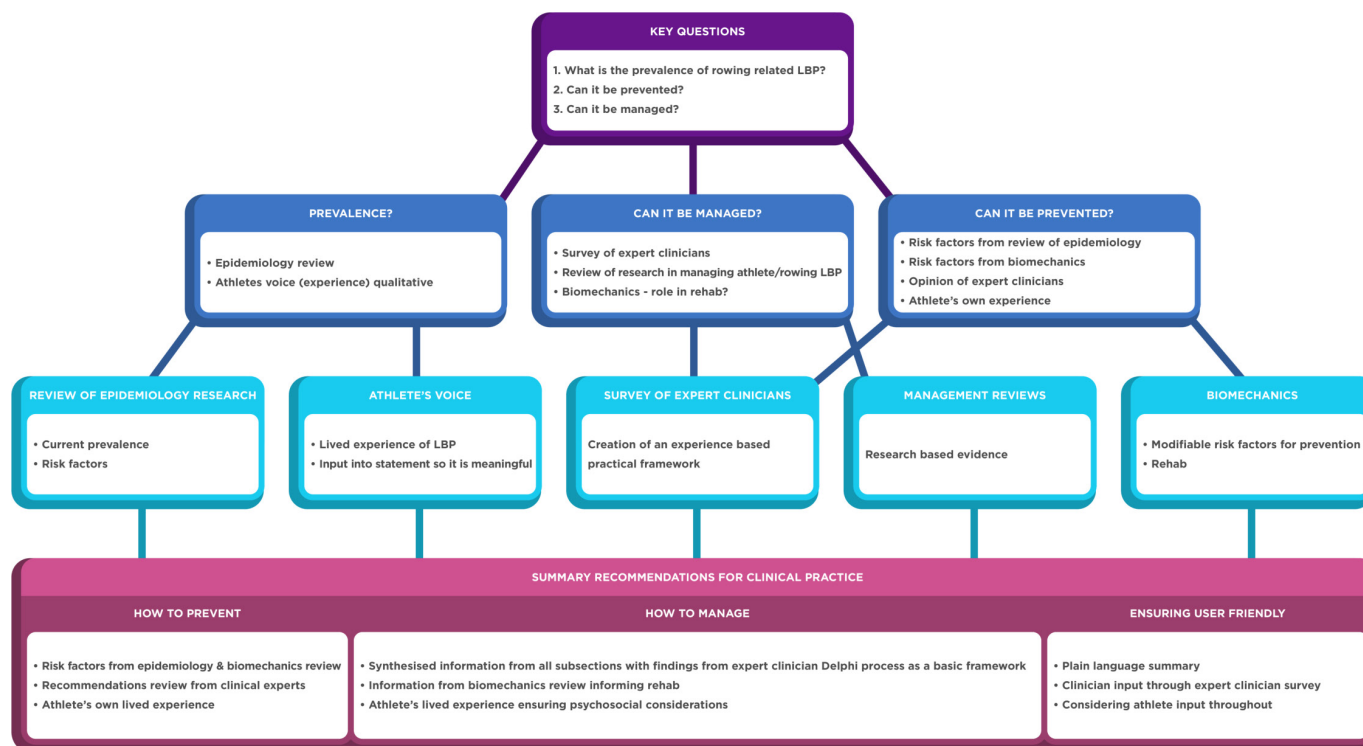 KEY QUESTIONS
1. What is the prevalence of rowing related LBP?
2. Can it be prevented?
3. Can it be managed?
PREVALENCE?
• Epidemiology review
• Athletes voice (experience) qualitative
CAN IT BE MANAGED?
• Survey of expert clinicians
• Review of research in managing athlete/rowing LBP
• Biomechanics - role in rehab?
CAN IT BE PREVENTED?
• Risk factors from review of epidemiology
• Risk factors from biomechanics
• Opinion of expert clinicians
• Athlete's own experience
REVIEW OF EPIDEMIOLOGY RESEARCH
• Current prevalence
• Risk factors
ATHLETE'S VOICE
• Lived experience of LBP
• Input into statement so it is meaningful
SURVEY OF EXPERT CLINICIANS
Creation of an experience based
practical framework
MANAGEMENT REVIEWS
Research based evidence
BIOMECHANICS
• Modifiable risk factors for prevention
• Rehab
SUMMARY RECOMMENDATIONS FOR CLINICAL PRACTICE
HOW TO PREVENT
• Risk factors from epidemiology & biomechanics review
• Recommendations review from clinical experts
• Athlete's own lived experience
HOW TO MANAGE
• Synthesised information from all subsections with findings from expert clinician Delphi process as a basic framework
• Information from biomechanics review informing rehab
• Athlete's lived experience ensuring psychosocial considerations
ENSURING USER FRIENDLY
• Plain language summary
• Clinician input through expert clinician survey
• Considering athlete input throughout